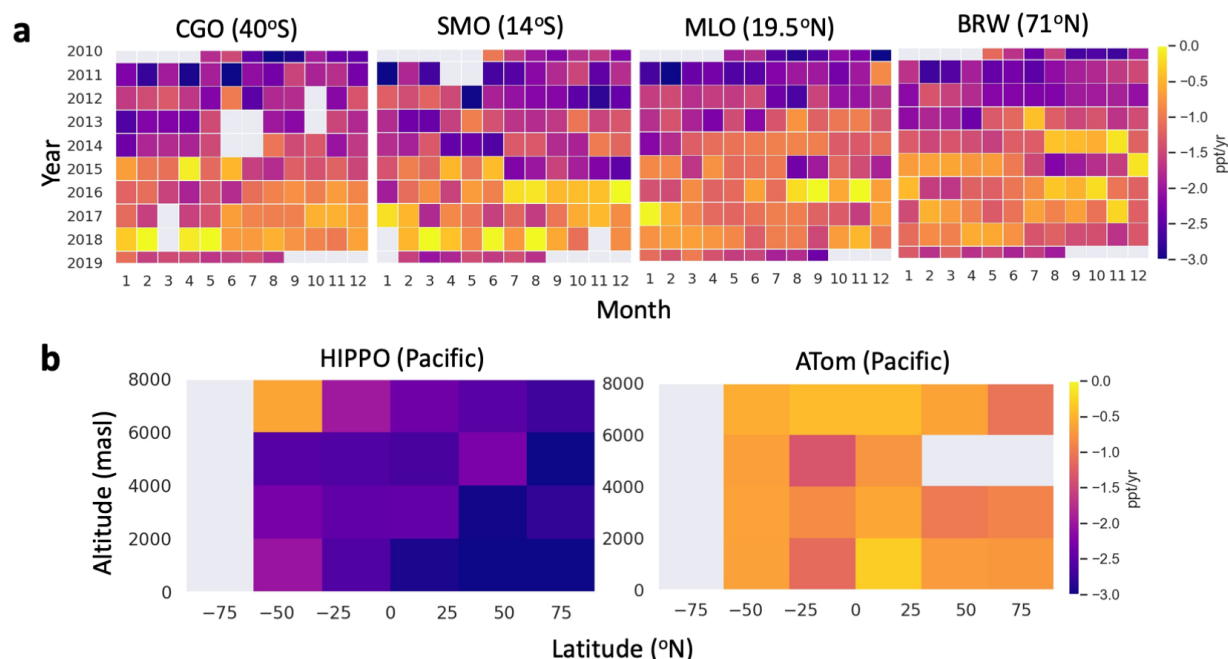 a
CGO (40°S)
SMO (14°S)
MLO (19.5°N)
BRW (71°N)
Year
2010
2011
2012
2013
2014
2015
2016
2017
2018
2019
1 2 3 4 5 6 7 8 9 10 11 12
1 2 3 4 5 6 7 8 9 10 11 12
1 2 3 4 5 6 7 8 9 10 11 12
1 2 3 4 5 6 7 8 9 10 11 12
Month
0.0
−0.5
−1.0
−1.5
−2.0
−2.5
−3.0
ppt/yr
b
HIPPO (Pacific)
ATom (Pacific)
Altitude (masl)
8000
6000
4000
2000
0
−75 −50 −25 0 25 50 75
8000
6000
4000
2000
0
−75 −50 −25 0 25 50 75
Latitude (°N)
0.0
−0.5
−1.0
−1.5
−2.0
−2.5
−3.0
ppt/yr